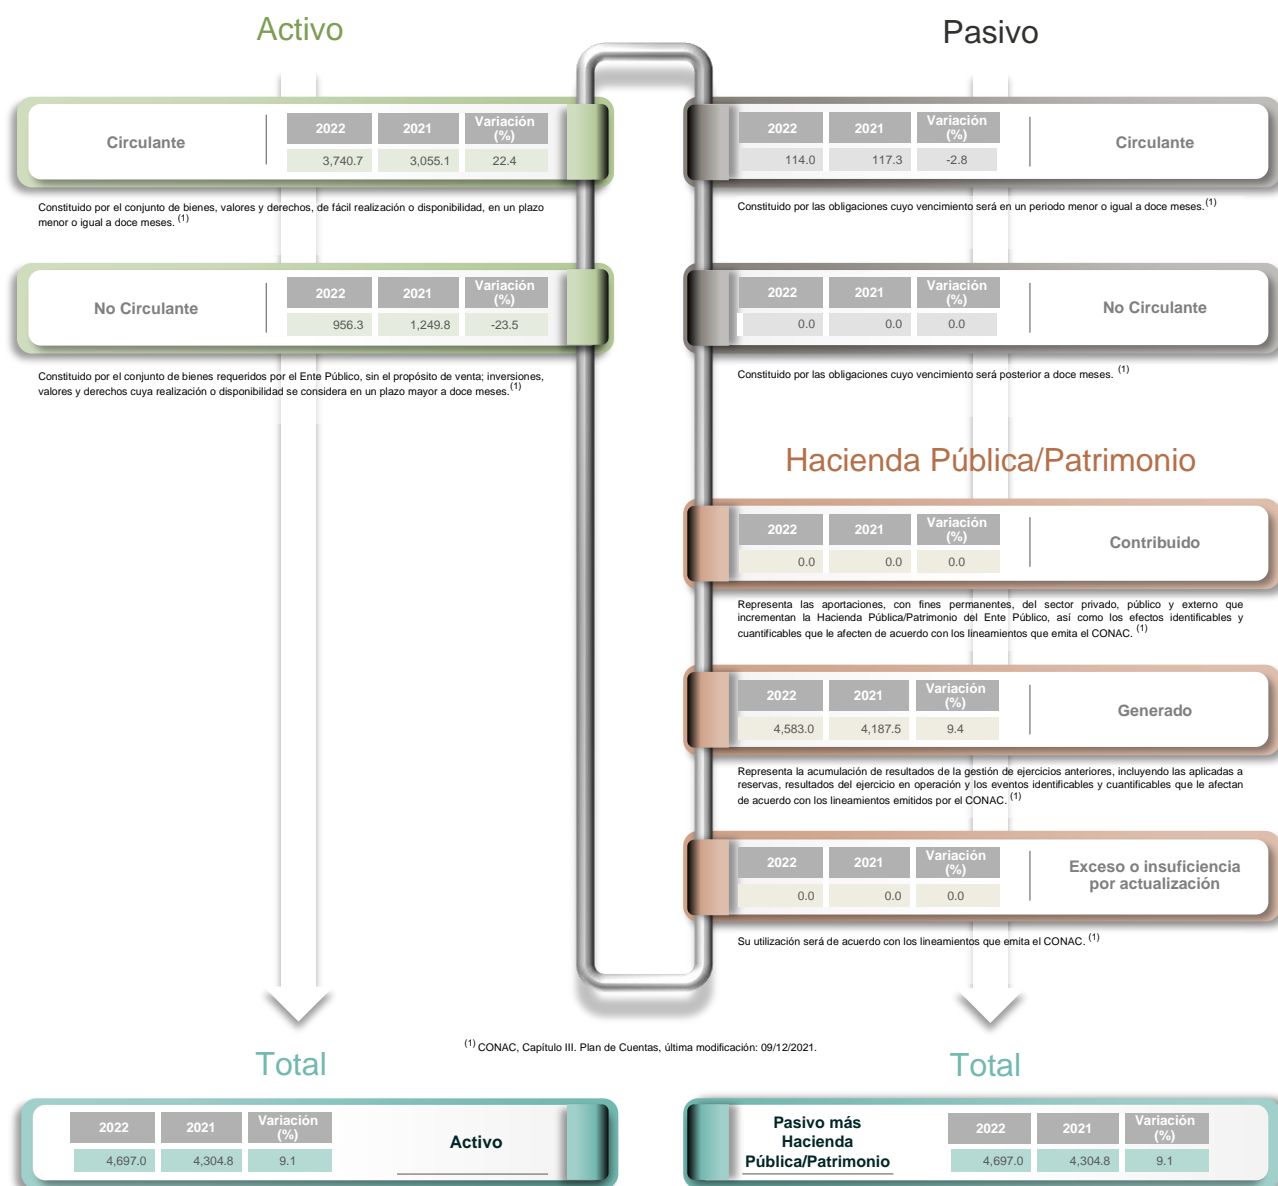 Activo
Circulante
2022 2021 Variación
(%)
3,740.7 3,055.1 22.4
Constituido por el conjunto de bienes, valores y derechos, de fácil realización o disponibilidad, en un plazo
menor o igual a doce meses. (1)
No Circulante
2022 2021 Variación
(%)
956.3 1,249.8 -23.5
Constituido por el conjunto de bienes requeridos por el Ente Público, sin el propósito de venta; inversiones,
valores y derechos cuya realización o disponibilidad se considera en un plazo mayor a doce meses. (1)
Pasivo
2022 2021 Variación
(%)
114.0 117.3 -2.8
Circulante
Constituido por las obligaciones cuyo vencimiento será en un periodo menor o igual a doce meses. (1)
2022 2021 Variación
(%)
0.0 0.0 0.0
No Circulante
Constituido por las obligaciones cuyo vencimiento será posterior a doce meses. (1)
Hacienda Pública/Patrimonio
2022 2021 Variación
(%)
0.0 0.0 0.0
Contribuido
Representa las aportaciones, con fines permanentes, del sector privado, público y externo que
incrementan la Hacienda Pública/Patrimonio del Ente Público, así como los efectos identificables y
cuantificables que le afecten de acuerdo con los lineamientos que emita el CONAC. (1)
2022 2021 Variación
(%)
4,583.0 4,187.5 9.4
Generado
Representa la acumulación de resultados de la gestión de ejercicios anteriores, incluyendo las aplicadas a
reservas, resultados del ejercicio en operación y los eventos identificables y cuantificables que le afectan
de acuerdo con los lineamientos emitidos por el CONAC. (1)
2022 2021 Variación
(%)
0.0 0.0 0.0
Exceso o insuficiencia
por actualización
Su utilización será de acuerdo con los lineamientos que emita el CONAC. (1)
(1) CONAC, Capítulo III. Plan de Cuentas, última modificación: 09/12/2021.
Total
2022 2021 Variación
(%)
4,697.0 4,304.8 9.1
Activo
Total
Pasivo más
Hacienda
Pública/Patrimonio
2022 2021 Variación
(%)
4,697.0 4,304.8 9.1